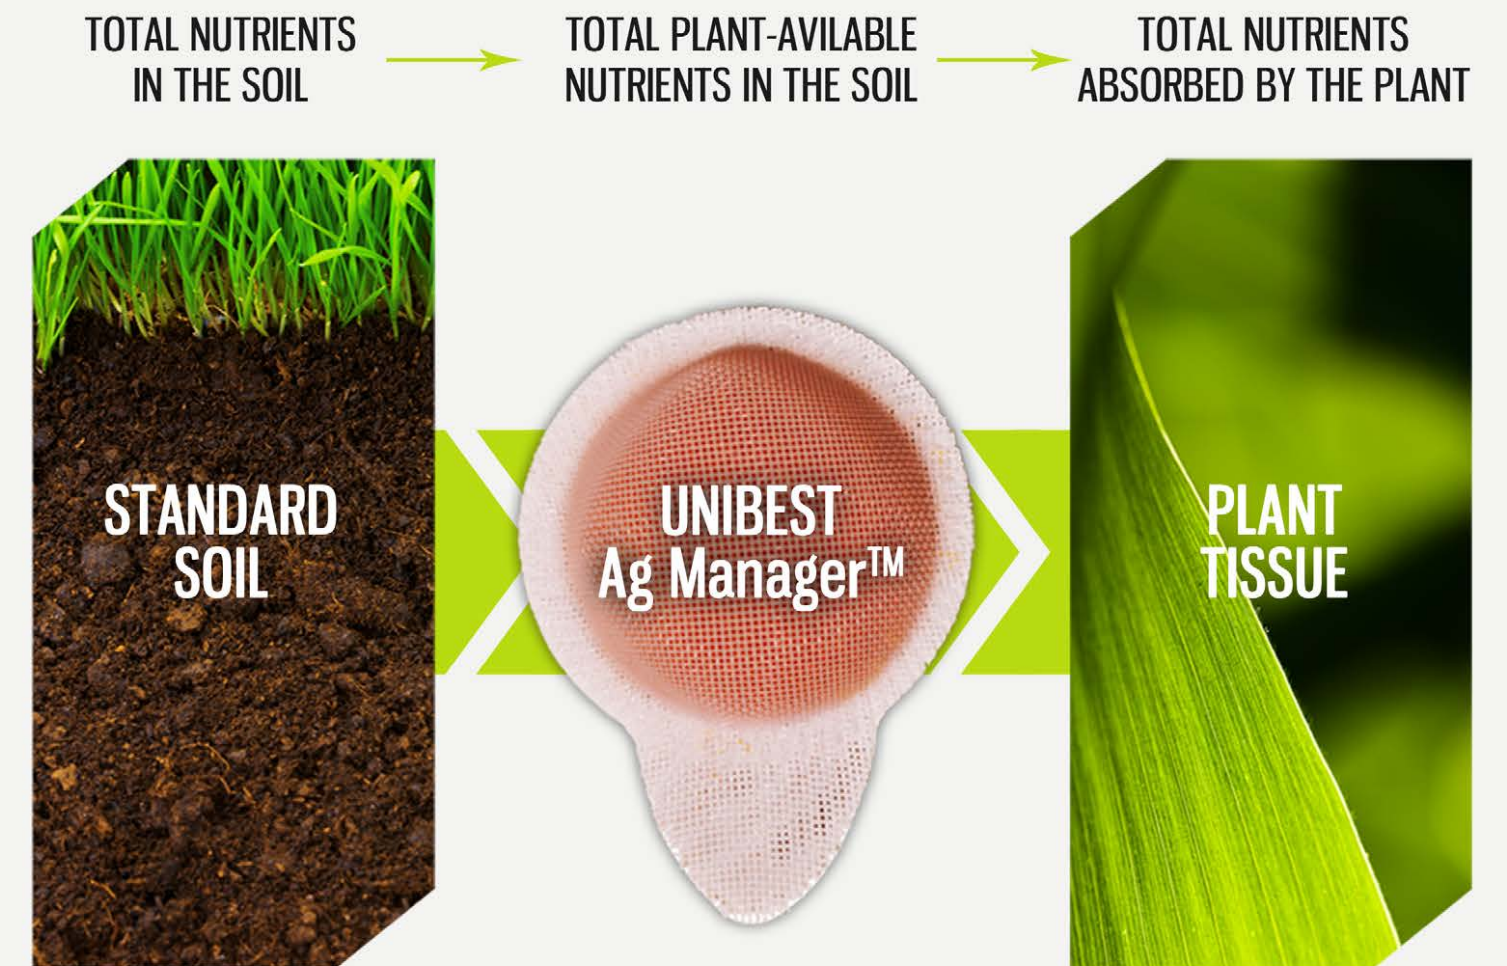 TOTAL NUTRIENTS
IN THE SOIL
TOTAL PLANT-AVILABLE
NUTRIENTS IN THE SOIL
TOTAL NUTRIENTS
ABSORBED BY THE PLANT
STANDARD
SOIL
UNIBEST
Ag Manager™
PLANT
TISSUE